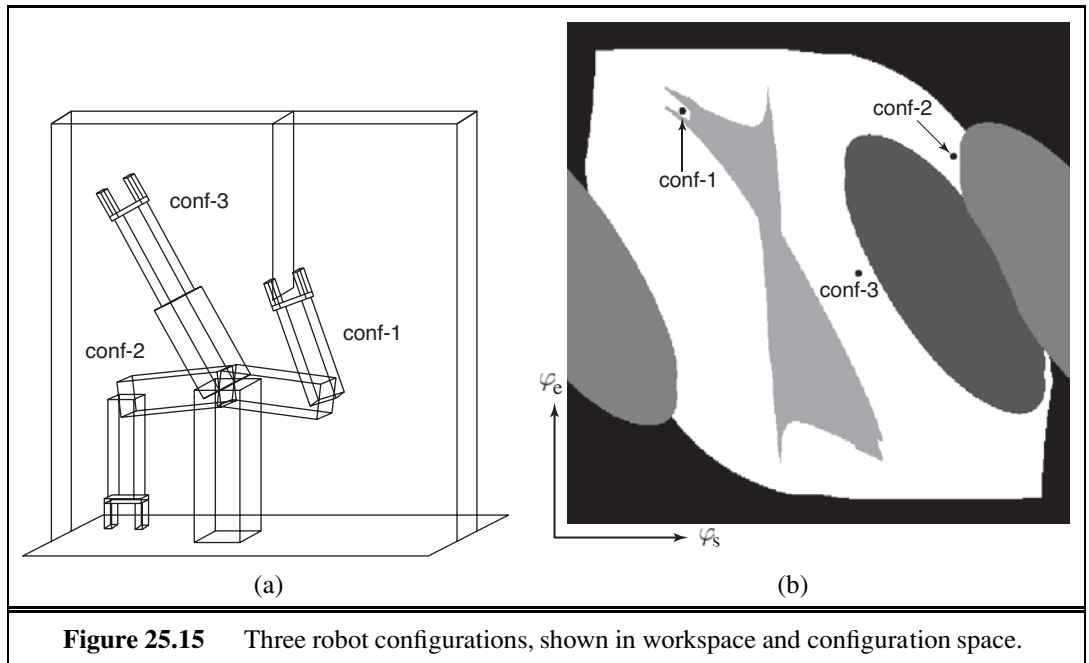 conf-3
conf-2
conf-1
(a)
conf-2
conf-1
conf-3
φe
φs
(b)
Figure 25.15 Three robot configurations, shown in workspace and configuration space.